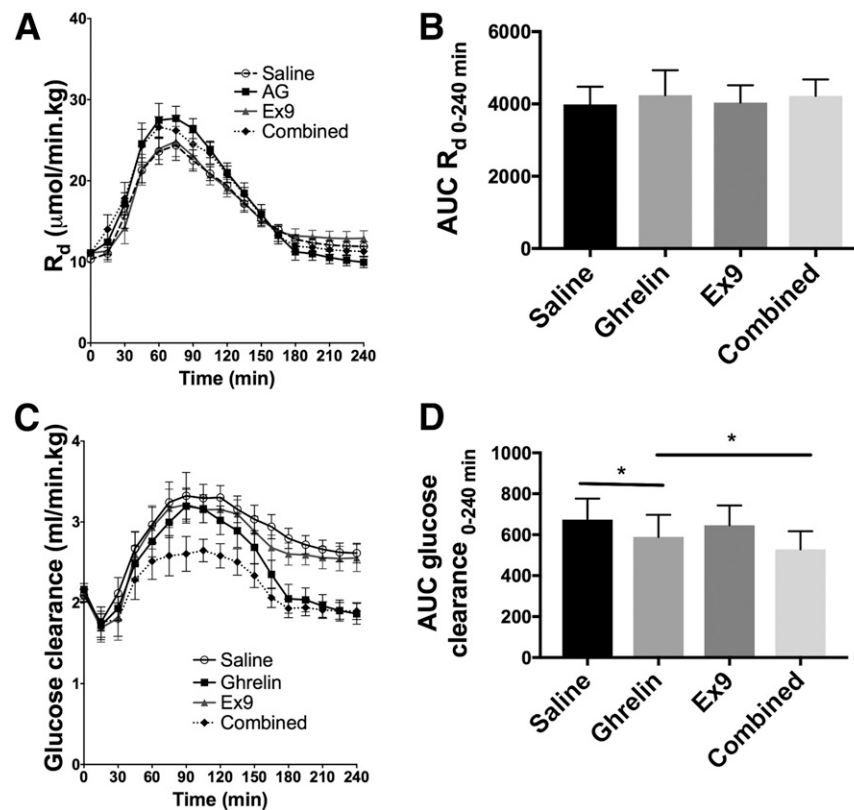 A
40
30
20
10
0
R_d (μmol/min.kg)
0 30 60 90 120 150 180 210 240
Time (min)
Saline
AG
Ex9
Combined
B
6000
4000
2000
0
AUC R_d 0-240 min
Saline
Ghrelin
Ex9
Combined
C
4
3
2
1
0
Glucose clearance (ml/min.kg)
0 30 60 90 120 150 180 210 240
Time (min)
Saline
Ghrelin
Ex9
Combined
D
1000
800
600
400
200
0
AUC glucose
clearance 0-240 min
*
*
Saline
Ghrelin
Ex9
Combined